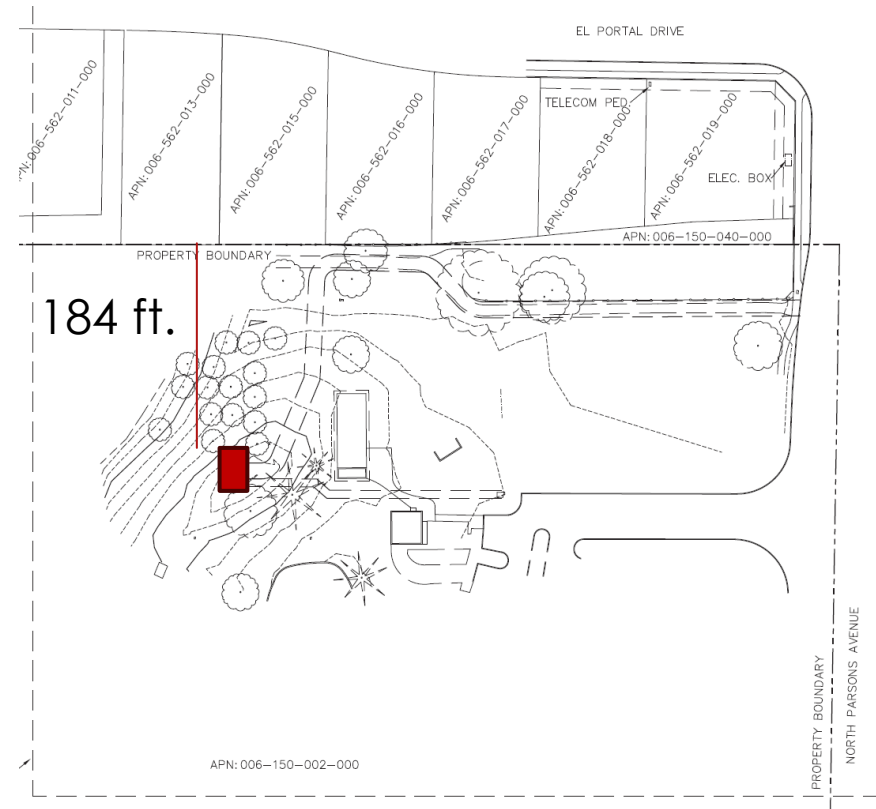 EL PORTAL DRIVE
APN: 006-562-011-000
APN: 006-562-013-000
APN: 006-562-015-000
APN: 006-562-016-000
APN: 006-562-017-000
APN: 006-562-018-000
APN: 006-562-019-000
TELECOM PED.
ELEC. BOX
APN: 006-150-040-000
PROPERTY BOUNDARY
184 ft.
PROPERTY BOUNDARY
NORTH PARSONS AVENUE
APN: 006-150-002-000